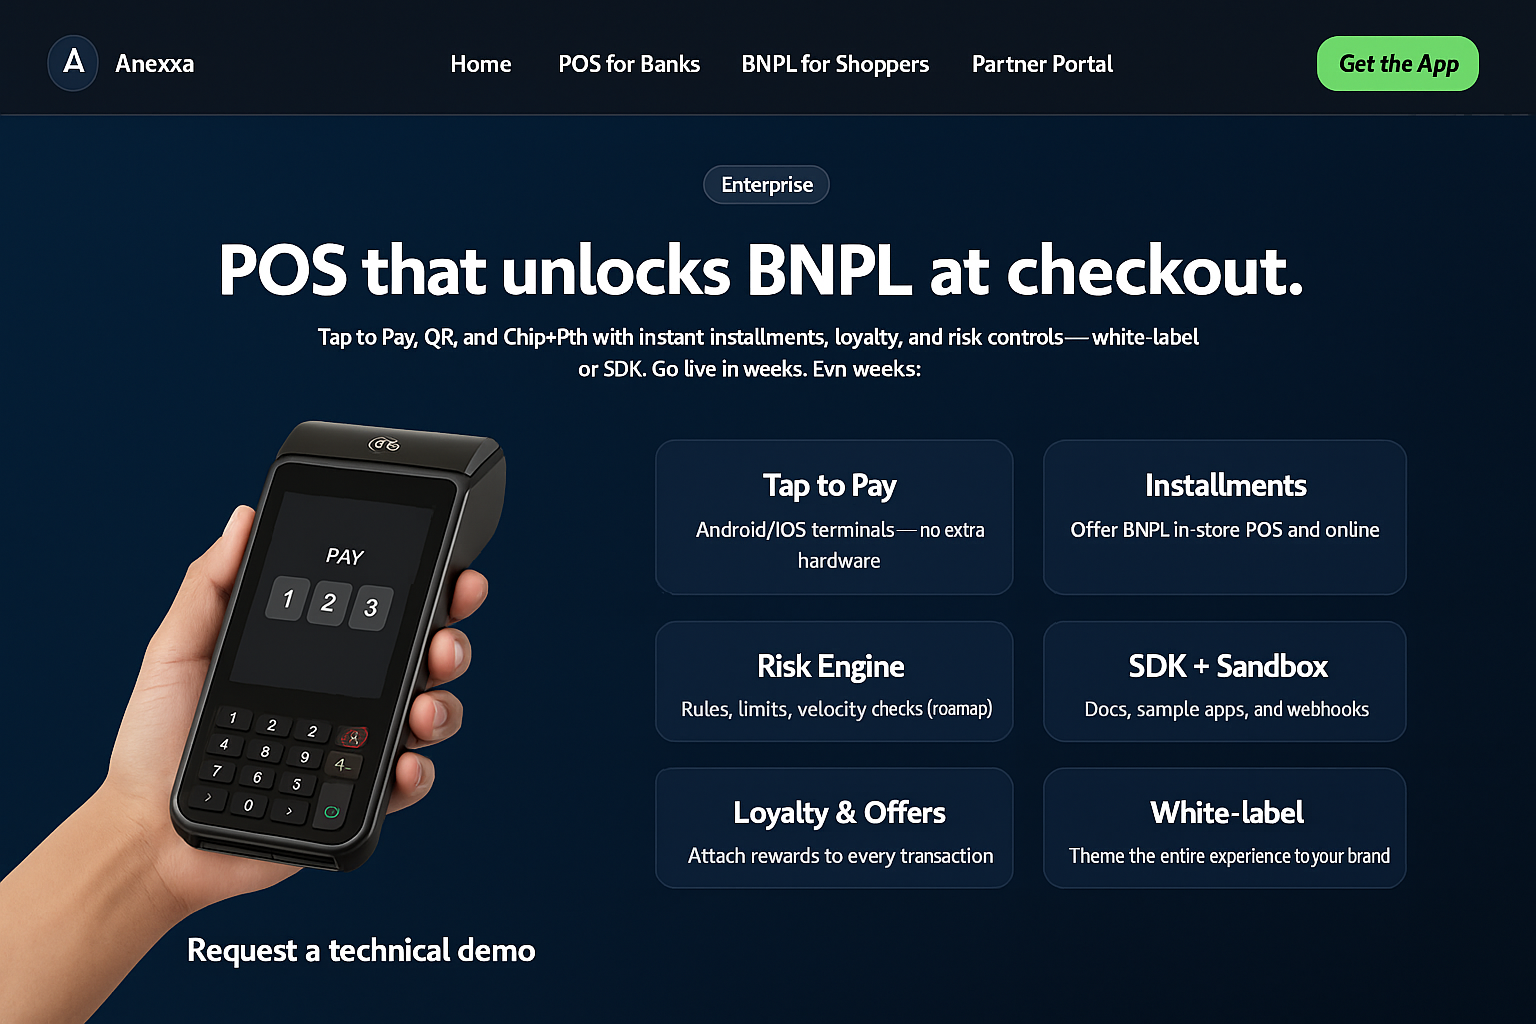 A Anexxa Home POS for Banks BNPL for Shoppers Partner Portal Get the App
Enterprise
POS that unlocks BNPL at checkout.
Tap to Pay, QR, and Chip+Pth with instant installments, loyalty, and risk controls—white-label
or SDK. Go live in weeks. Evn weeks:
Tap to Pay
Android/IOS terminals—no extra
hardware
Installments
Offer BNPL in-store POS and online
Risk Engine
Rules, limits, velocity checks (roamap)
SDK + Sandbox
Docs, sample apps, and webhooks
Loyalty & Offers
Attach rewards to every transaction
White-label
Theme the entire experience to your brand
PAY
1 2 3
1 2 2
4 8 9 4-
7 6 5
> 0 >
Request a technical demo